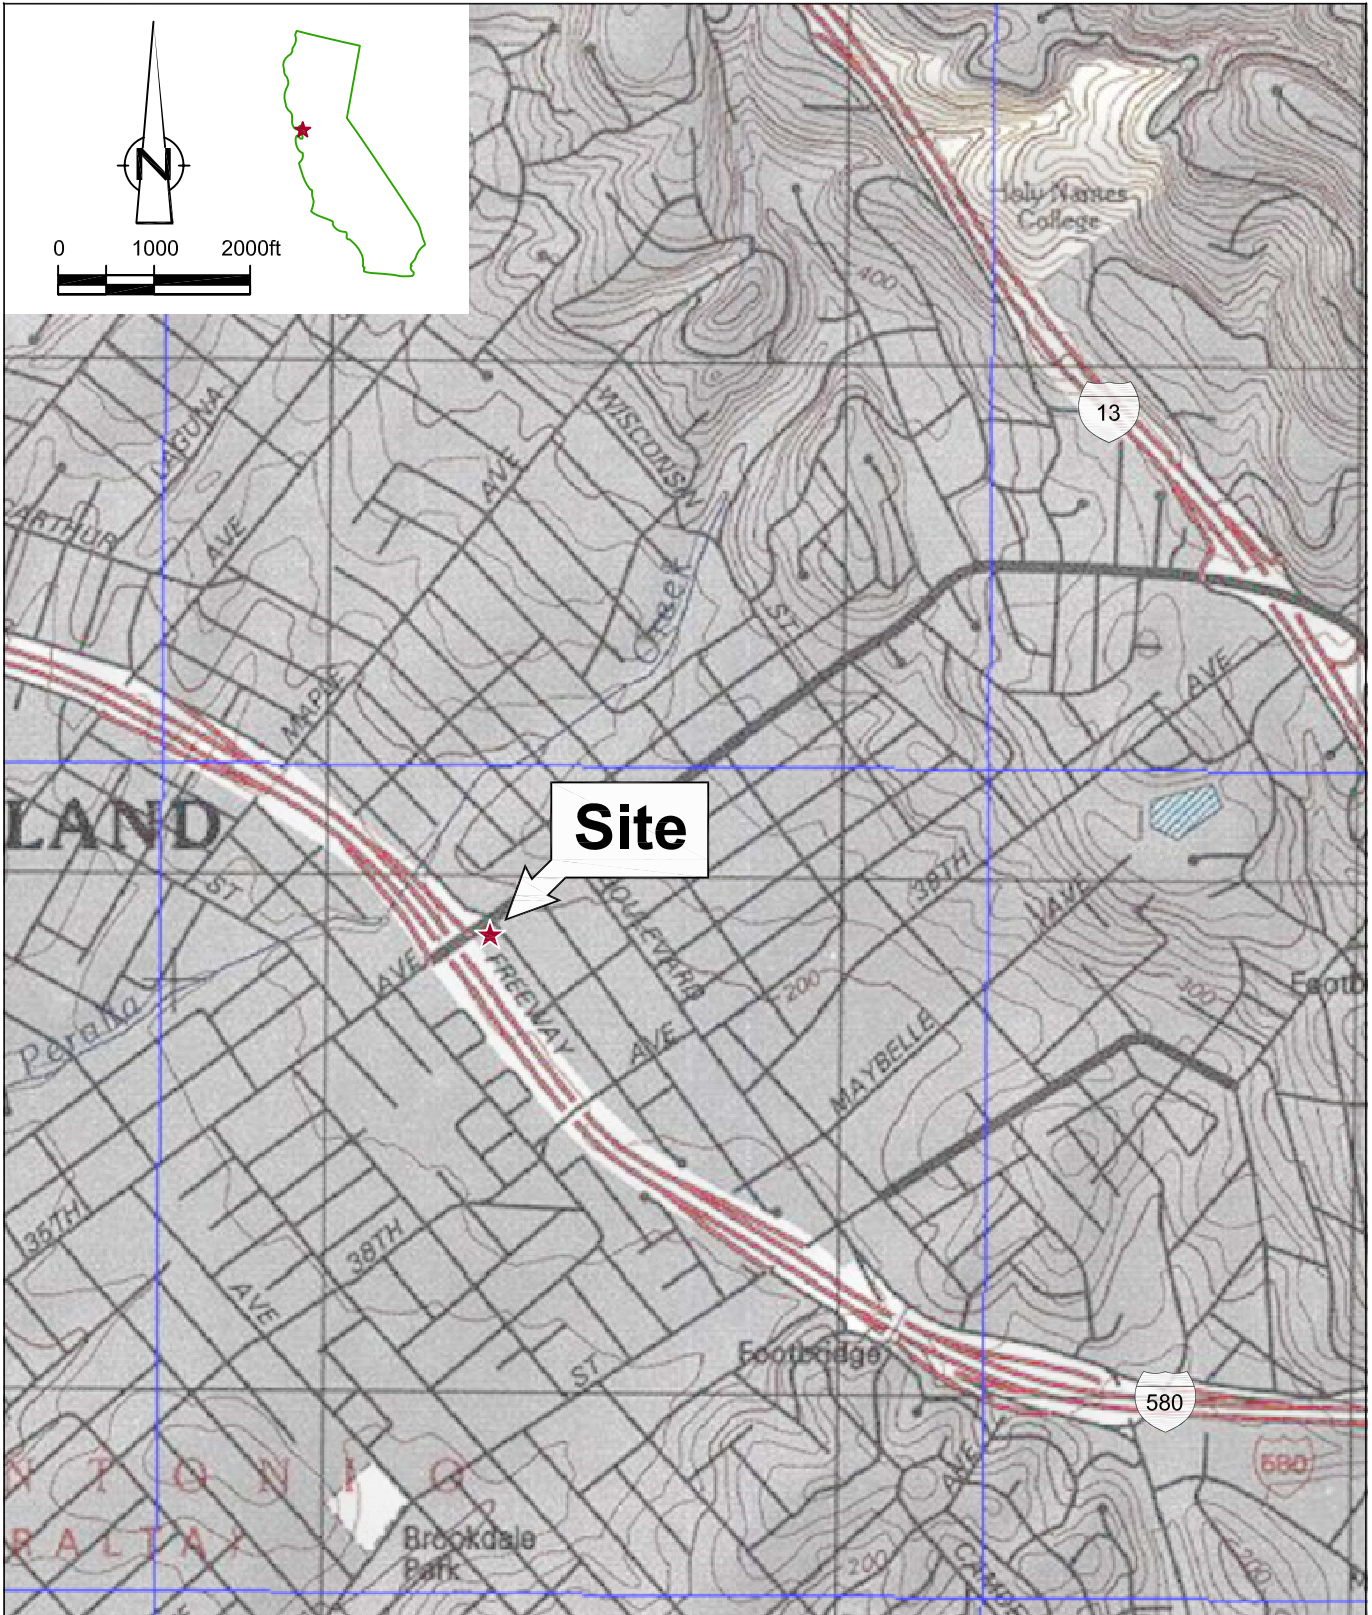 N
0 1000 2000ft
Holy Names
College
400
13
WISCONSIN
LAGUNA
AVE
AVE
ARTHUR
Creek
ST
AVE
MAPLE
Site
LAND
38TH
AVE
ST
BOULEVARD
AVE
FREEWAY
200
300
Footb
Peralta
AVE
MAYBELLE
35TH
38TH
AVE
Footbridge
ST
580
580
N T O N I O
AVE
Brookdale
Park
R A L T A
200
200